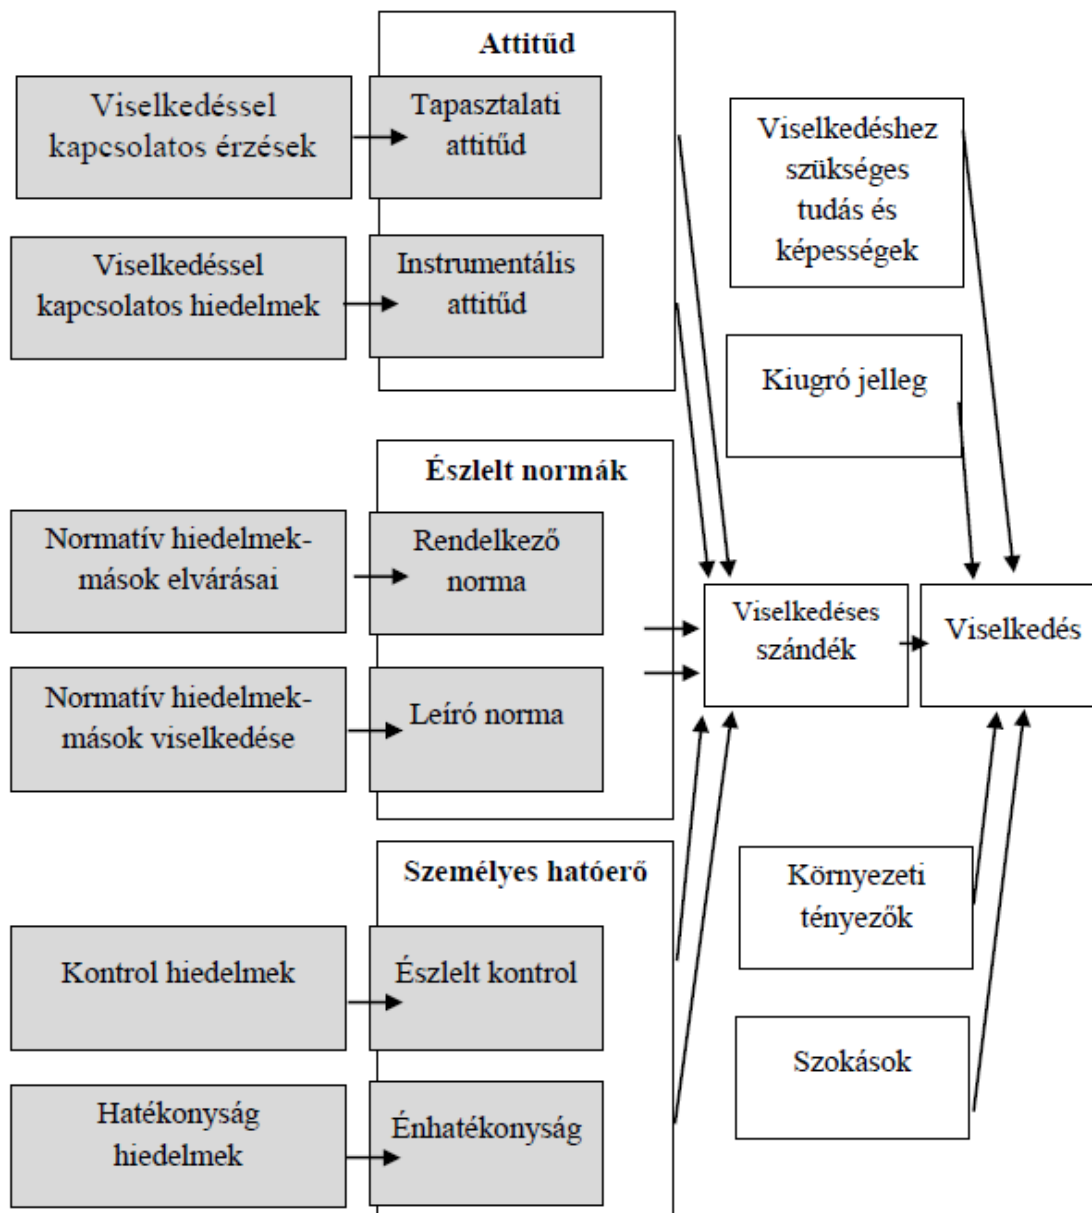 Attitűd
Viselkedéssel
kapcsolatos érzések
Tapasztalati
attitűd
Viselkedéssel
kapcsolatos hiedelmek
Instrumentális
attitűd
Viselkedéshez
szükséges
tudás és
képességek
Kiugró jelleg
Észlelt normák
Normatív hiedelmek-
mások elvárásai
Rendelkező
norma
Normatív hiedelmek-
mások viselkedése
Leíró norma
Viselkedéses
szándék
Viselkedés
Személyes hatóerő
Kontrol hiedelmek
Észlelt kontrol
Hatékonyság
hiedelmek
Énhatékonyság
Környezeti
tényezők
Szokások